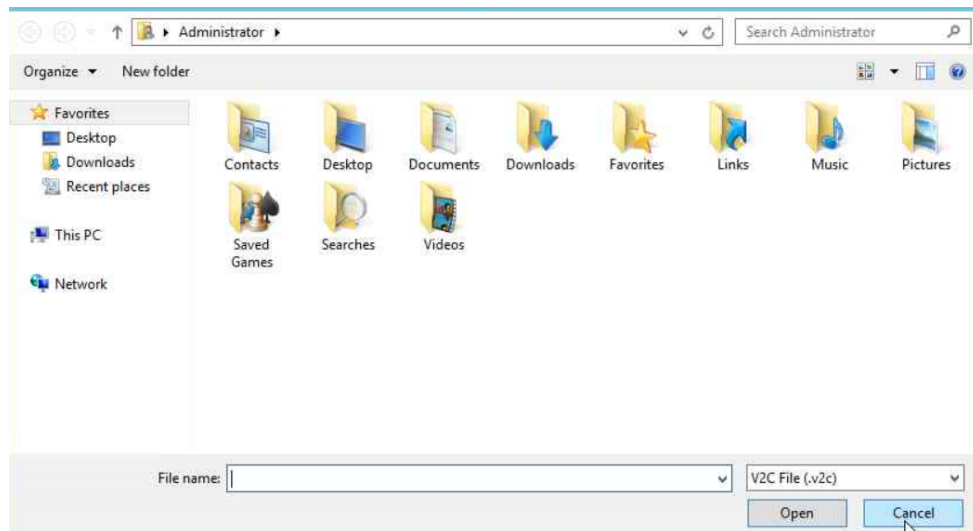 Administrator
Search Administrator
Organize
New folder
Favorites
Desktop
Downloads
Recent places
This PC
Network
Contacts
Desktop
Documents
Downloads
Favorites
Links
Music
Pictures
Saved
Games
Searches
Videos
File name:
V2C File (.v2c)
Open
Cancel